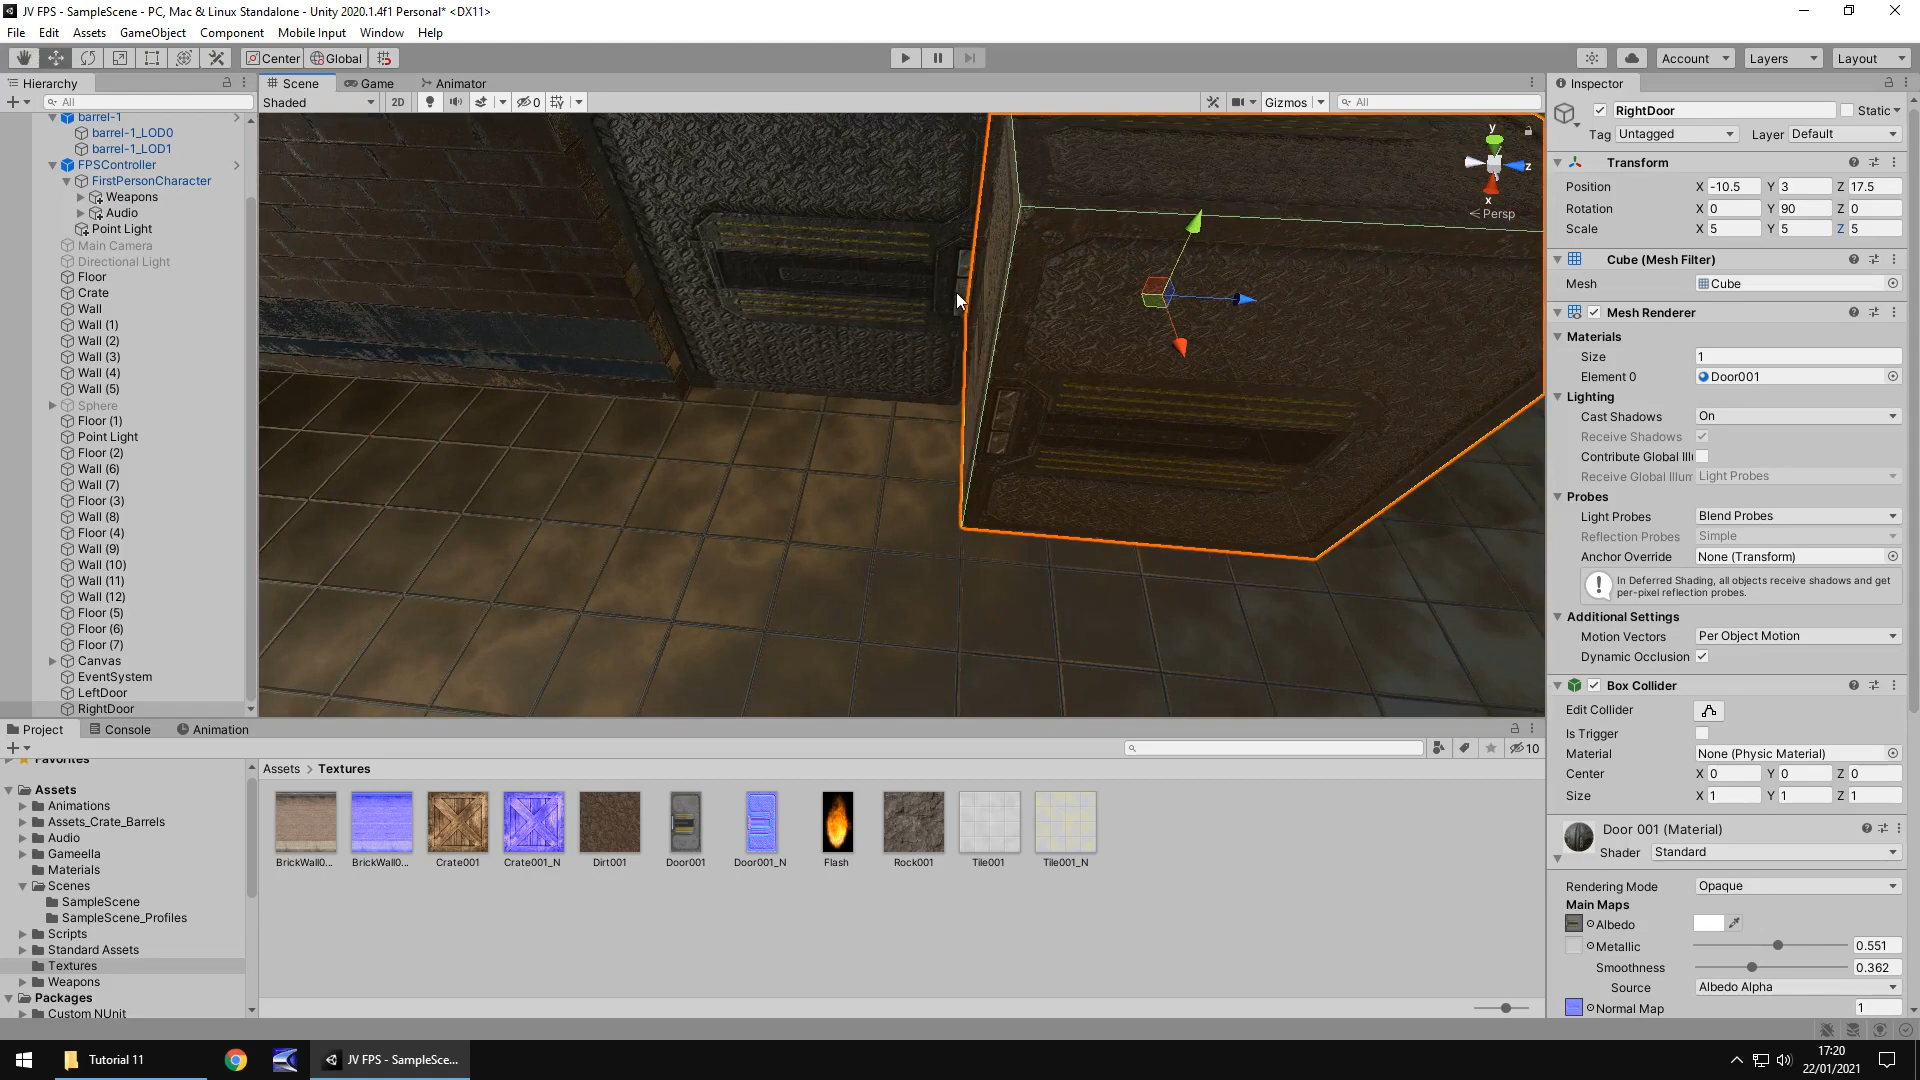 JV FPS - SampleScene - PC, Mac & Linux Standalone - Unity 2020.1.4f1 Personal* <DX11>
File Edit Assets GameObject Component Mobile Input Window Help
Center Global Account Layers Layout
Hierarchy
All
barrel-1
barrel-1_LOD0
barrel-1_LOD1
FPSController
FirstPersonCharacter
Weapons
Audio
Point Light
Main Camera
Directional Light
Floor
Crate
Wall
Wall (1)
Wall (2)
Wall (3)
Wall (4)
Wall (5)
Sphere
Floor (1)
Point Light
Floor (2)
Wall (6)
Wall (7)
Floor (3)
Wall (8)
Floor (4)
Wall (9)
Wall (10)
Wall (11)
Wall (12)
Floor (5)
Floor (6)
Floor (7)
Canvas
EventSystem
LeftDoor
RightDoor
Scene Game Animator
Shaded 2D 0 Gizmos All
y
z
x
Persp
Inspector
RightDoor Static
Tag Untagged Layer Default
Transform
Position X -10.5 Y 3 Z 17.5
Rotation X 0 Y 90 Z 0
Scale X 5 Y 5 Z 5
Cube (Mesh Filter)
Mesh Cube
Mesh Renderer
Materials
Size 1
Element 0 Door001
Lighting
Cast Shadows On
Receive Shadows
Contribute Global Illu
Receive Global Illum Light Probes
Probes
Light Probes Blend Probes
Reflection Probes Simple
Anchor Override None (Transform)
In Deferred Shading, all objects receive shadows and get
per-pixel reflection probes.
Additional Settings
Motion Vectors Per Object Motion
Dynamic Occlusion
Box Collider
Edit Collider
Is Trigger
Material None (Physic Material)
Center X 0 Y 0 Z 0
Size X 1 Y 1 Z 1
Door 001 (Material)
Shader Standard
Rendering Mode Opaque
Main Maps
Albedo
Metallic 0.551
Smoothness 0.362
Source Albedo Alpha
Normal Map 1
Project Console Animation
10
Favorites
Assets
Animations
Assets_Crate_Barrels
Audio
Gameella
Materials
Scenes
SampleScene
SampleScene_Profiles
Scripts
Standard Assets
Textures
Weapons
Packages
Custom NUnit
Assets > Textures
BrickWall0... BrickWall0... Crate001 Crate001_N Dirt001 Door001 Door001_N Flash Rock001 Tile001 Tile001_N
Tutorial 11
JV FPS - SampleSce...
17:20
22/01/2021